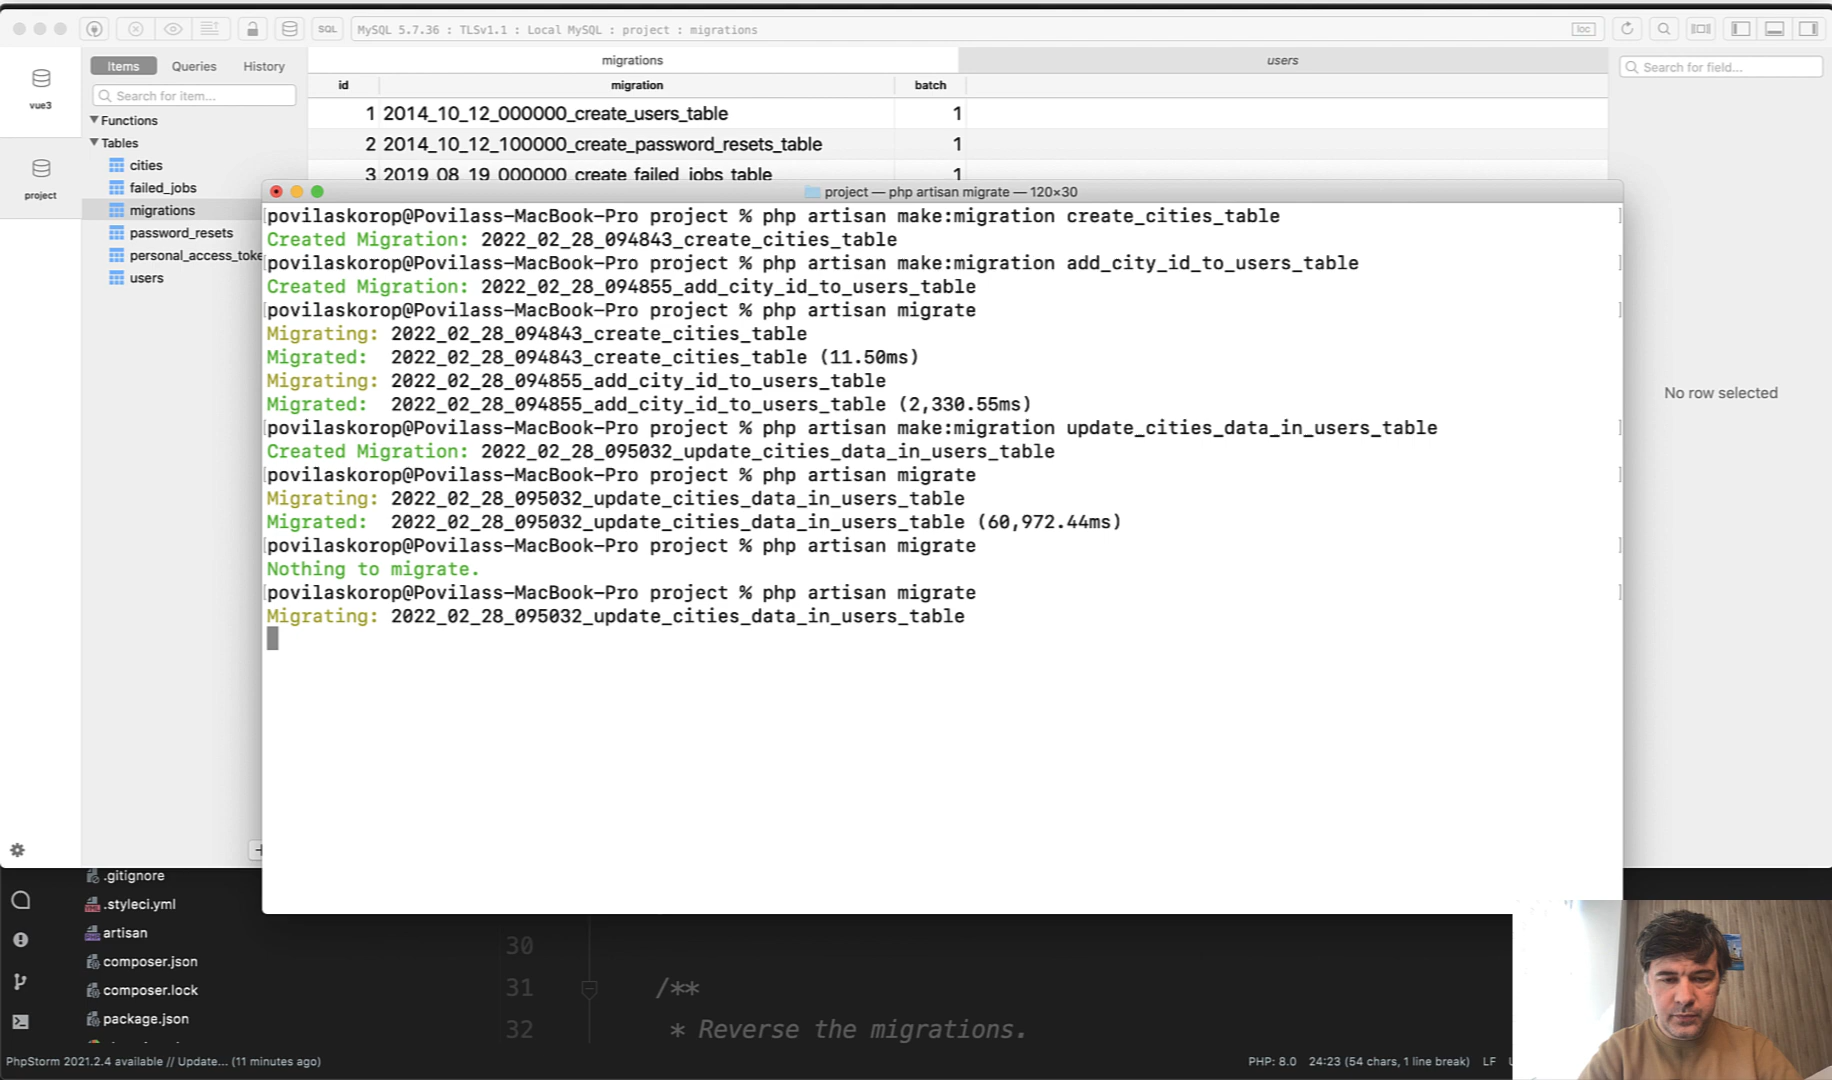 SQL
MySQL 5.7.36 : TLSv1.1 : Local MySQL : project : migrations
loc
vue3
project
Items
Queries
History
Search for item...
Functions
Tables
cities
failed_jobs
migrations
password_resets
personal_access_toke
users
migrations
users
id
migration
batch
1
2014_10_12_000000_create_users_table
1
2
2014_10_12_100000_create_password_resets_table
1
3
2019_08_19_000000_create_failed_jobs_table
1
Search for field...
No row selected
project — php artisan migrate — 120×30
povilaskorop@Povilass-MacBook-Pro project % php artisan make:migration create_cities_table
Created Migration: 2022_02_28_094843_create_cities_table
povilaskorop@Povilass-MacBook-Pro project % php artisan make:migration add_city_id_to_users_table
Created Migration: 2022_02_28_094855_add_city_id_to_users_table
povilaskorop@Povilass-MacBook-Pro project % php artisan migrate
Migrating: 2022_02_28_094843_create_cities_table
Migrated:  2022_02_28_094843_create_cities_table (11.50ms)
Migrating: 2022_02_28_094855_add_city_id_to_users_table
Migrated:  2022_02_28_094855_add_city_id_to_users_table (2,330.55ms)
povilaskorop@Povilass-MacBook-Pro project % php artisan make:migration update_cities_data_in_users_table
Created Migration: 2022_02_28_095032_update_cities_data_in_users_table
povilaskorop@Povilass-MacBook-Pro project % php artisan migrate
Migrating: 2022_02_28_095032_update_cities_data_in_users_table
Migrated:  2022_02_28_095032_update_cities_data_in_users_table (60,972.44ms)
povilaskorop@Povilass-MacBook-Pro project % php artisan migrate
Nothing to migrate.
povilaskorop@Povilass-MacBook-Pro project % php artisan migrate
Migrating: 2022_02_28_095032_update_cities_data_in_users_table
.gitignore
.styleci.yml
artisan
composer.json
composer.lock
package.json
30
31 /**
32 * Reverse the migrations.
PhpStorm 2021.2.4 available // Update... (11 minutes ago)
PHP: 8.0 24:23 (54 chars, 1 line break) LF